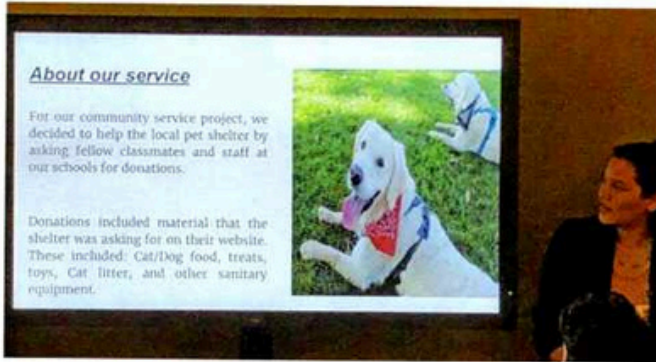 About our service
For our community service project, we
decided to help the local pet shelter by
asking fellow classmates and staff at
our schools for donations.
Donations included material that the
shelter was asking for on their website.
These included: Cat/Dog food, treats,
toys, Cat litter, and other sanitary
equipment.